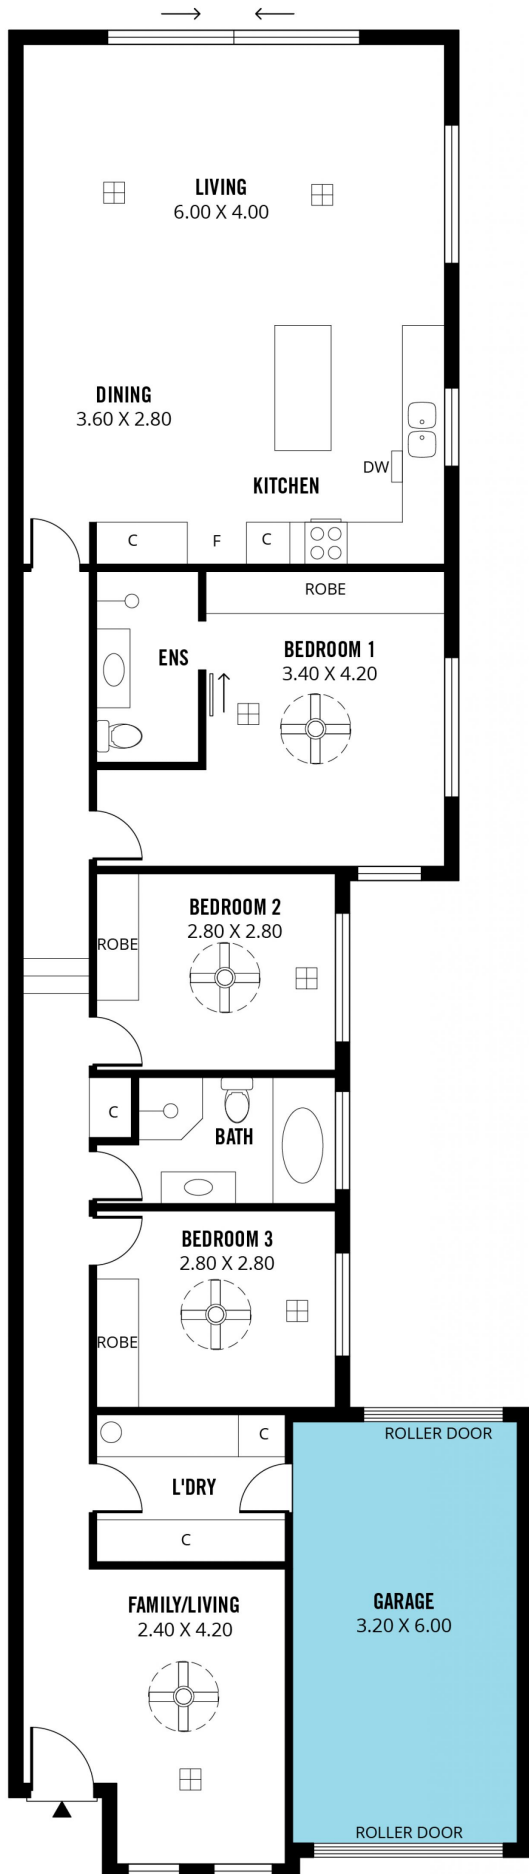 LIVING
6.00 X 4.00
DINING
3.60 X 2.80
DW
KITCHEN
C F C
ROBE
ENS
BEDROOM 1
3.40 X 4.20
BEDROOM 2
2.80 X 2.80
ROBE
C
BATH
BEDROOM 3
2.80 X 2.80
ROBE
ROLLER DOOR
C
L'DRY
C
FAMILY/LIVING
2.40 X 4.20
GARAGE
3.20 X 6.00
ROLLER DOOR